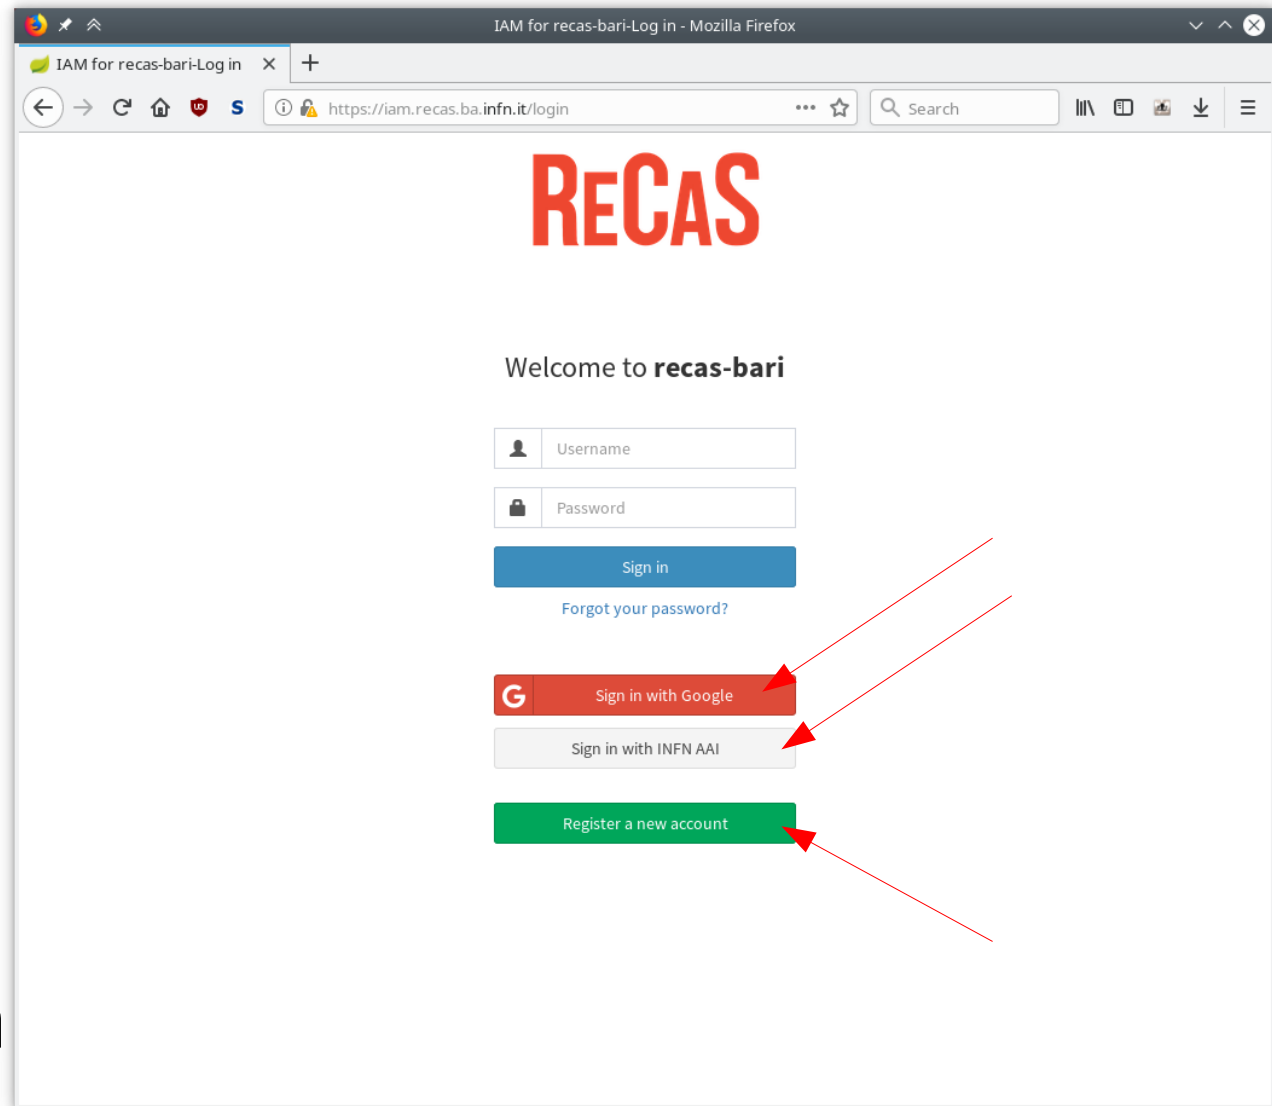 IAM for recas-bari-Log in - Mozilla Firefox
IAM for recas-bari-Log in
S https://iam.recas.ba.infn.it/login Search
RECAS
Welcome to recas-bari
Username
Password
Sign in
Forgot your password?
G Sign in with Google
Sign in with INFN AAI
Register a new account